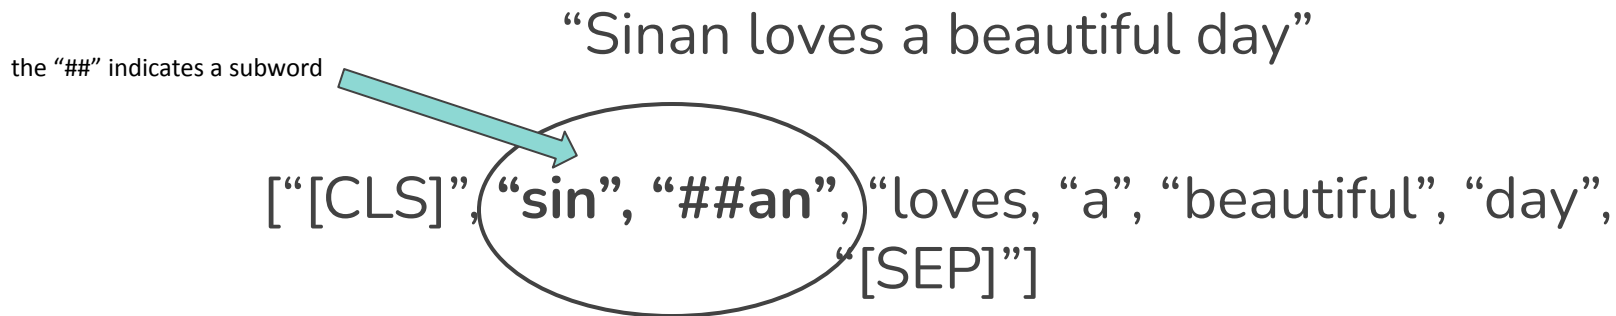 “Sinan loves a beautiful day”
the “##” indicates a subword
[“[CLS]”, “sin”, “##an”, “loves, “a”, “beautiful”, “day”,
“[SEP]”]